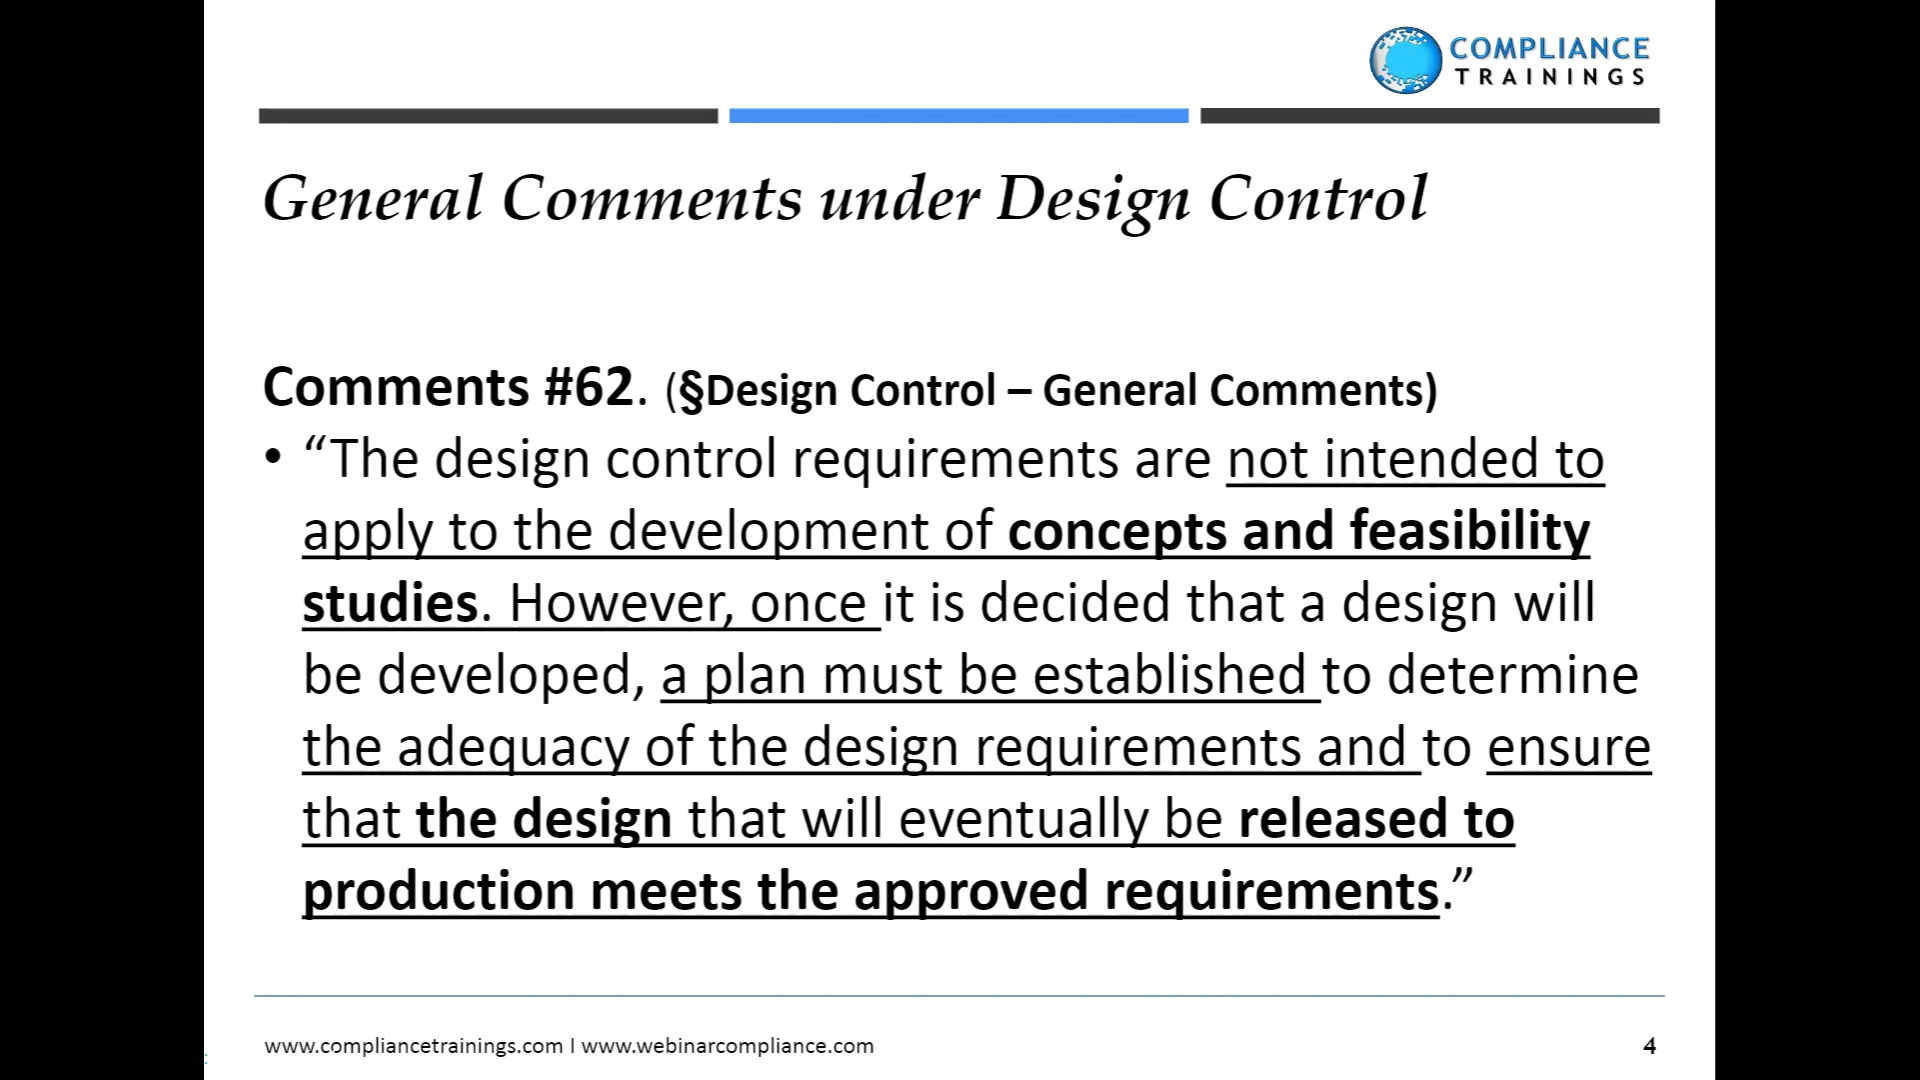 COMPLIANCE
TRAININGS
General Comments under Design Control
Comments #62. (§Design Control – General Comments)
• “The design control requirements are not intended to
apply to the development of concepts and feasibility
studies. However, once it is decided that a design will
be developed, a plan must be established to determine
the adequacy of the design requirements and to ensure
that the design that will eventually be released to
production meets the approved requirements.”
www.compliancetrainings.com I www.webinarcompliance.com
4